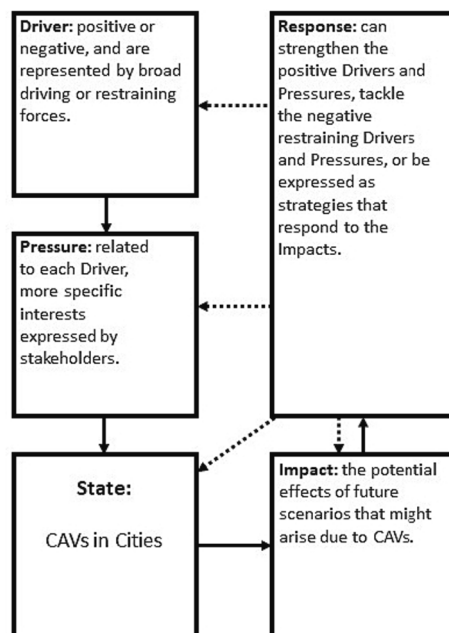 Driver: positive or
negative, and are
represented by broad
driving or restraining
forces.
Response: can
strengthen the
positive Drivers and
Pressures, tackle
the negative
restraining Drivers
and Pressures, or be
expressed as
strategies that
respond to the
Impacts.
Pressure: related
to each Driver,
more specific
interests
expressed by
stakeholders.
State:
CAVs in Cities
Impact: the potential
effects of future
scenarios that might
arise due to CAVs.